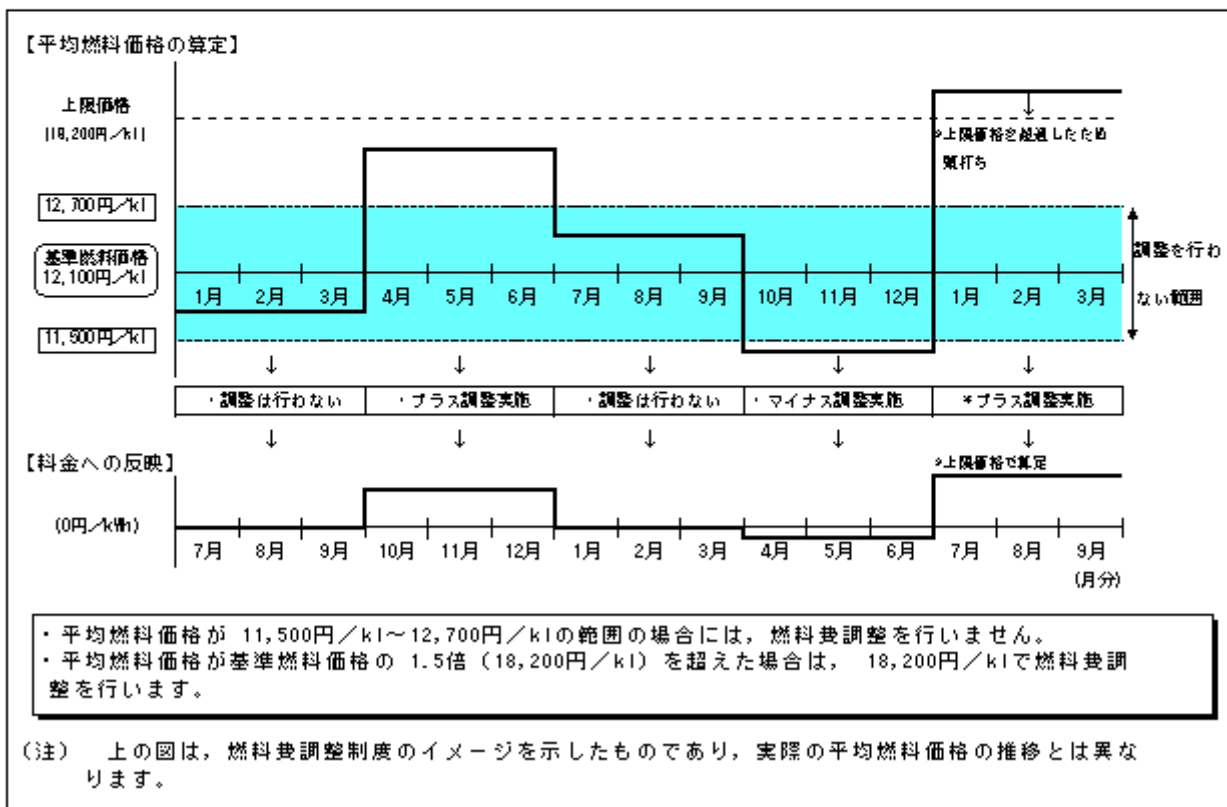 【平均燃料価格の算定】
上限価格
[18,200円／kl]
*上限価格を超過したため
頭打ち
12,700円／kl
基準燃料価格
12,100円／kl
調整を行わ
ない範囲
1月 2月 3月 4月 5月 6月 7月 8月 9月 10月 11月 12月 1月 2月 3月
11,500円／kl
↓ ↓ ↓ ↓ ↓
・調整は行わない ・プラス調整実施 ・調整は行わない ・マイナス調整実施 *プラス調整実施
↓ ↓ ↓ ↓ ↓
【料金への反映】
*上限価格で算定
(0円／kWh)
7月 8月 9月 10月 11月 12月 1月 2月 3月 4月 5月 6月 7月 8月 9月
(月分)
・平均燃料価格が 11,500円／kl～12,700円／klの範囲の場合には，燃料費調整を行いません。
・平均燃料価格が基準燃料価格の 1.5倍（18,200円／kl）を超えた場合は， 18,200円／klで燃料費調
整を行います。
（注） 上の図は，燃料費調整制度のイメージを示したものであり，実際の平均燃料価格の推移とは異な
ります。